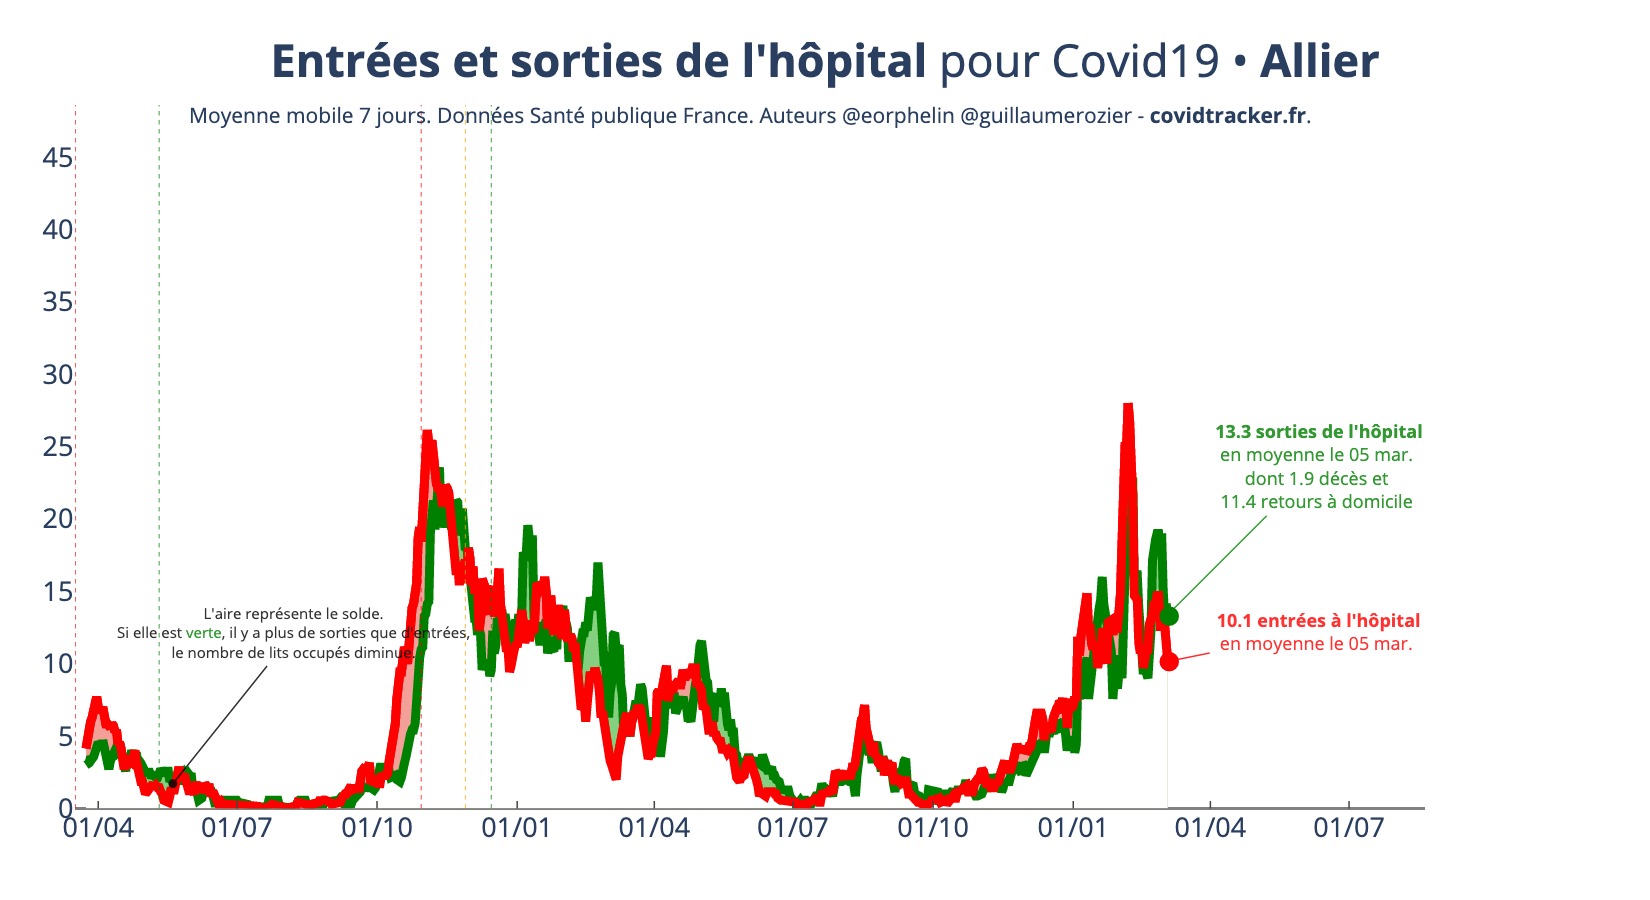 Entrées et sorties de l'hôpital pour Covid19 • Allier
Moyenne mobile 7 jours. Données Santé publique France. Auteurs @eorphelin @guillaumerozier - covidtracker.fr.
45
40
35
30
25
20
15
10
5
0
13.3 sorties de l'hôpital
en moyenne le 05 mar.
dont 1.9 décès et
11.4 retours à domicile
L'aire représente le solde.
Si elle est verte, il y a plus de sorties que d'entrées,
le nombre de lits occupés diminue.
10.1 entrées à l'hôpital
en moyenne le 05 mar.
01/04 01/07 01/10 01/01 01/04 01/07 01/10 01/01 01/04 01/07